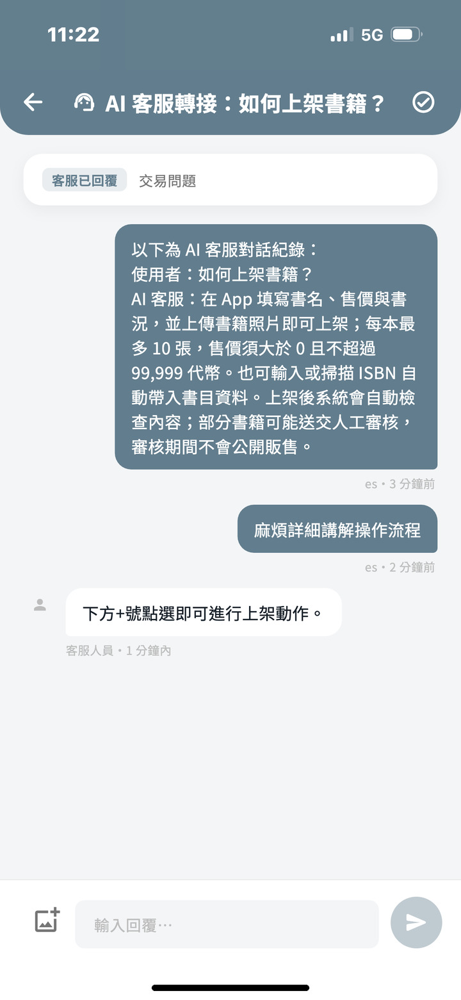 11:22
5G
AI 客服轉接：如何上架書籍？
客服已回覆 交易問題
以下為 AI 客服對話紀錄：
使用者：如何上架書籍？
AI 客服：在 App 填寫書名、售價與書
況，並上傳書籍照片即可上架；每本最
多 10 張，售價須大於 0 且不超過
99,999 代幣。也可輸入或掃描 ISBN 自
動帶入書目資料。上架後系統會自動檢
查內容；部分書籍可能送交人工審核，
審核期間不會公開販售。
es・3 分鐘前
麻煩詳細講解操作流程
es・2 分鐘前
下方+號點選即可進行上架動作。
客服人員・1 分鐘內
輸入回覆…